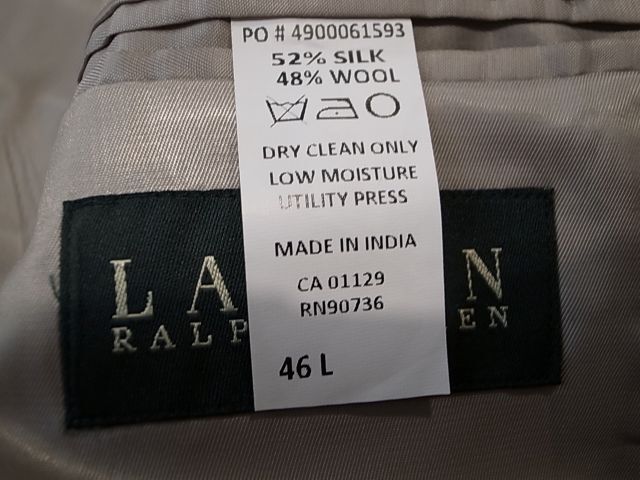 PO # 4900061593
52% SILK
48% WOOL
DRY CLEAN ONLY
LOW MOISTURE
UTILITY PRESS
MADE IN INDIA
CA 01129
RN90736
46 L
LA N
RALP EN